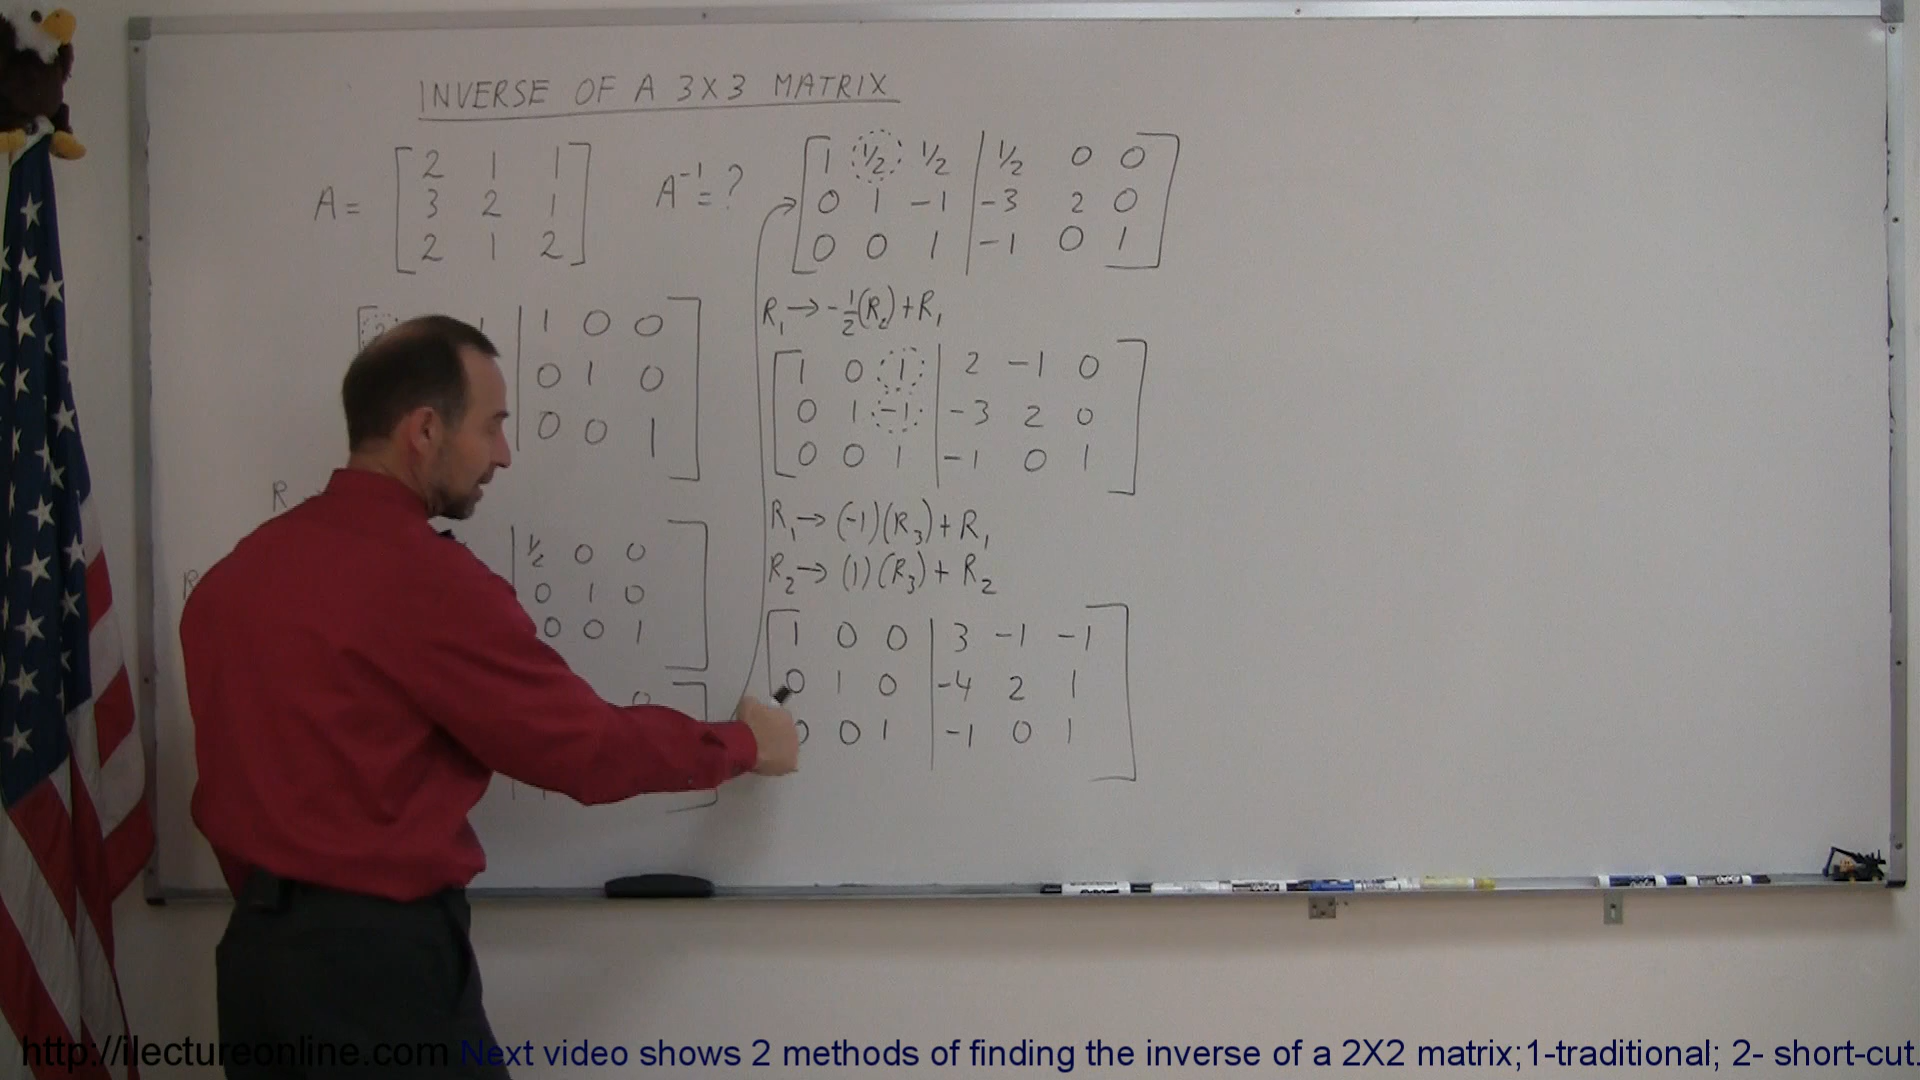 INVERSE OF A 3X3 MATRIX
A = [ 2 1 1
3 2 1
2 1 2 ]
A⁻¹ = ?
1 | 1 0 0
| 0 1 0
| 0 0 1 ]
R
R
| ½ 0 0
0 1 0
0 0 1 ]
0
[ 1 ½ ½ | ½ 0 0
0 1 -1 | -3 2 0
0 0 1 | -1 0 1 ]
R₁ → -½(R₂) + R₁
[ 1 0 1 | 2 -1 0
0 1 -1 | -3 2 0
0 0 1 | -1 0 1 ]
R₁ → (-1)(R₃) + R₁
R₂ → (1)(R₃) + R₂
[ 1 0 0 | 3 -1 -1
0 1 0 | -4 2 1
0 0 1 | -1 0 1 ]
http://ilectureonline.com Next video shows 2 methods of finding the inverse of a 2X2 matrix;1-traditional; 2- short-cut.